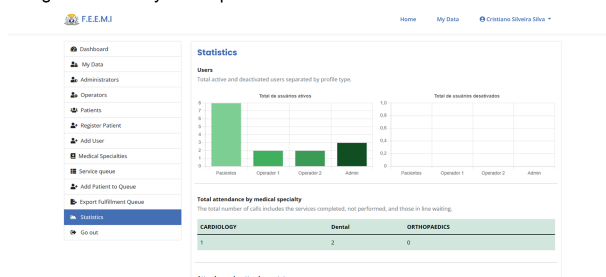 F.E.E.M.I
Home
My Data
Cristiano Silveira Silva
Dashboard
My Data
Administrators
Operators
Patients
Register Patient
Add User
Medical Specialties
Service queue
Add Patient to Queue
Export Fulfillment Queue
Statistics
Go out
Statistics
Users
Total active and deactivated users separated by profile type.
Total de usuários ativos
8
7
6
5
4
3
2
1
0
Pacientes Operador 1 Operador 2 Admin
Total de usuários desativados
1,0
0,8
0,6
0,4
0,2
0
Pacientes Operador 1 Operador 2 Admin
Total attendance by medical specialty
The total number of calls includes the services completed, not performed, and those in line waiting.
CARDIOLOGY Dental ORTHOPAEDICS
1 2 0